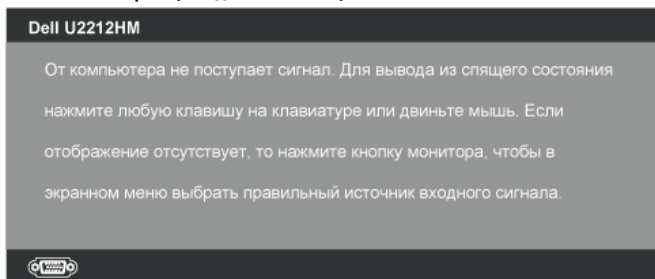 Dell U2212HM
От компьютера не поступает сигнал. Для вывода из спящего состояния
нажмите любую клавишу на клавиатуре или двиньте мышь. Если
отображение отсутствует, то нажмите кнопку монитора, чтобы в
экранном меню выбрать правильный источник входного сигнала.